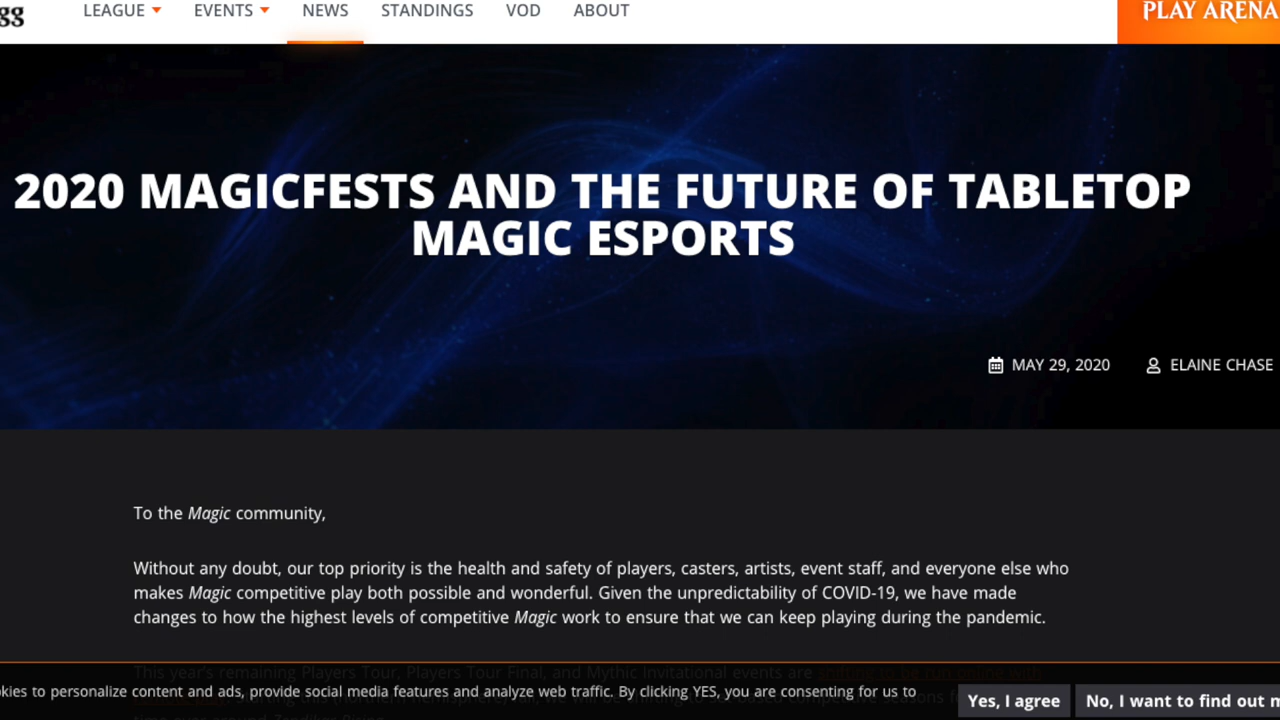 gg
LEAGUE EVENTS NEWS STANDINGS VOD ABOUT
PLAY ARENA
2020 MAGICFESTS AND THE FUTURE OF TABLETOP
MAGIC ESPORTS
MAY 29, 2020 ELAINE CHASE
To the Magic community,
Without any doubt, our top priority is the health and safety of players, casters, artists, event staff, and everyone else who
makes Magic competitive play both possible and wonderful. Given the unpredictability of COVID-19, we have made
changes to how the highest levels of competitive Magic work to ensure that we can keep playing during the pandemic.
This year's remaining Players Tour, Players Tour Final, and Mythic Invitational events are
kies to personalize content and ads, provide social media features and analyze web traffic. By clicking YES, you are consenting for us to
Yes, I agree
No, I want to find out m